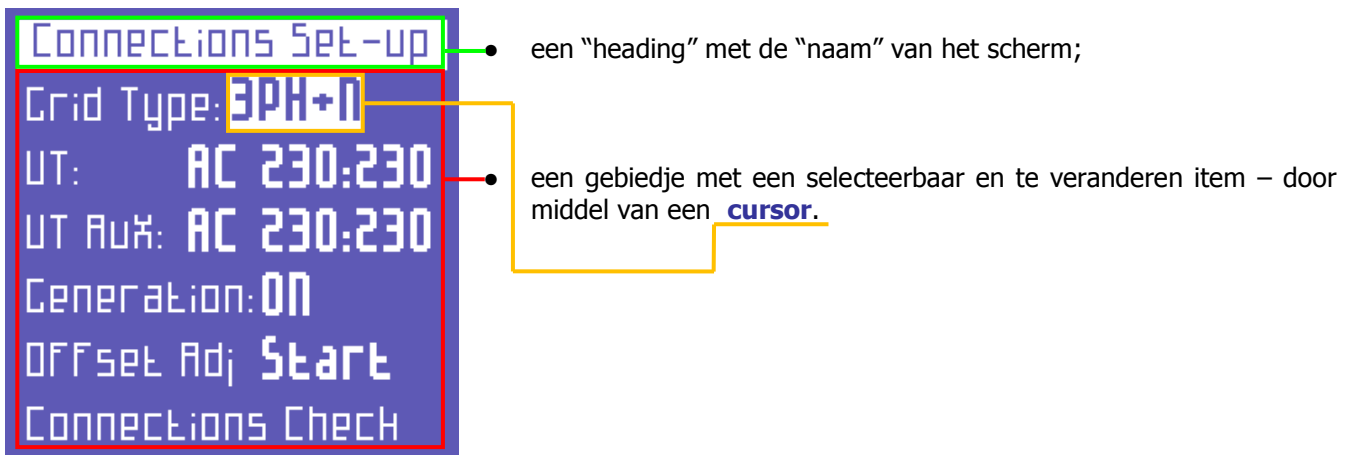 Connections Set-up
een “heading” met de “naam” van het scherm;
Grid Type: 3PH+N
UT: AC 230:230
een gebiedje met een selecteerbaar en te veranderen item – door
middel van een cursor.
UT Aux: AC 230:230
Generation: ON
Offset Adj Start
Connections Check